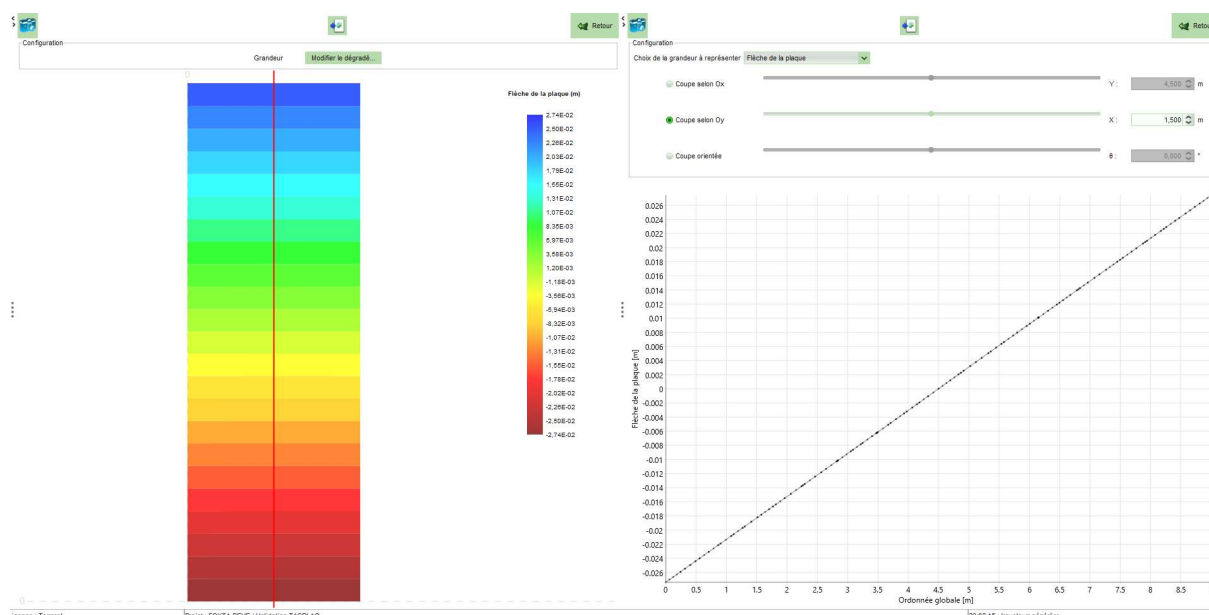 Retour
Configuration
Grandeur
Modifier le dégradé...
0
Flèche de la plaque (m)
2,74E-02
2,50E-02
2,26E-02
2,03E-02
1,79E-02
1,55E-02
1,31E-02
1,07E-02
8,35E-03
5,97E-03
3,58E-03
1,20E-03
-1,18E-03
-3,56E-03
-5,94E-03
-8,32E-03
-1,07E-02
-1,31E-02
-1,55E-02
-1,78E-02
-2,02E-02
-2,26E-02
-2,50E-02
-2,74E-02
0
Retour
Configuration
Choix de la grandeur à représenter
Flèche de la plaque
Coupe selon Ox
Y :
4,500
m
Coupe selon Oy
X :
1,500
m
Coupe orientée
θ :
0,000
°
0.026
0.024
0.022
0.02
0.018
0.016
0.014
0.012
0.01
0.008
0.006
0.004
0.002
0
-0.002
-0.004
-0.006
-0.008
-0.01
-0.012
-0.014
-0.016
-0.018
-0.02
-0.022
-0.024
-0.026
Flèche de la plaque [m]
0 0.5 1 1.5 2 2.5 3 3.5 4 4.5 5 5.5 6 6.5 7 7.5 8 8.5
Ordonnée globale [m]